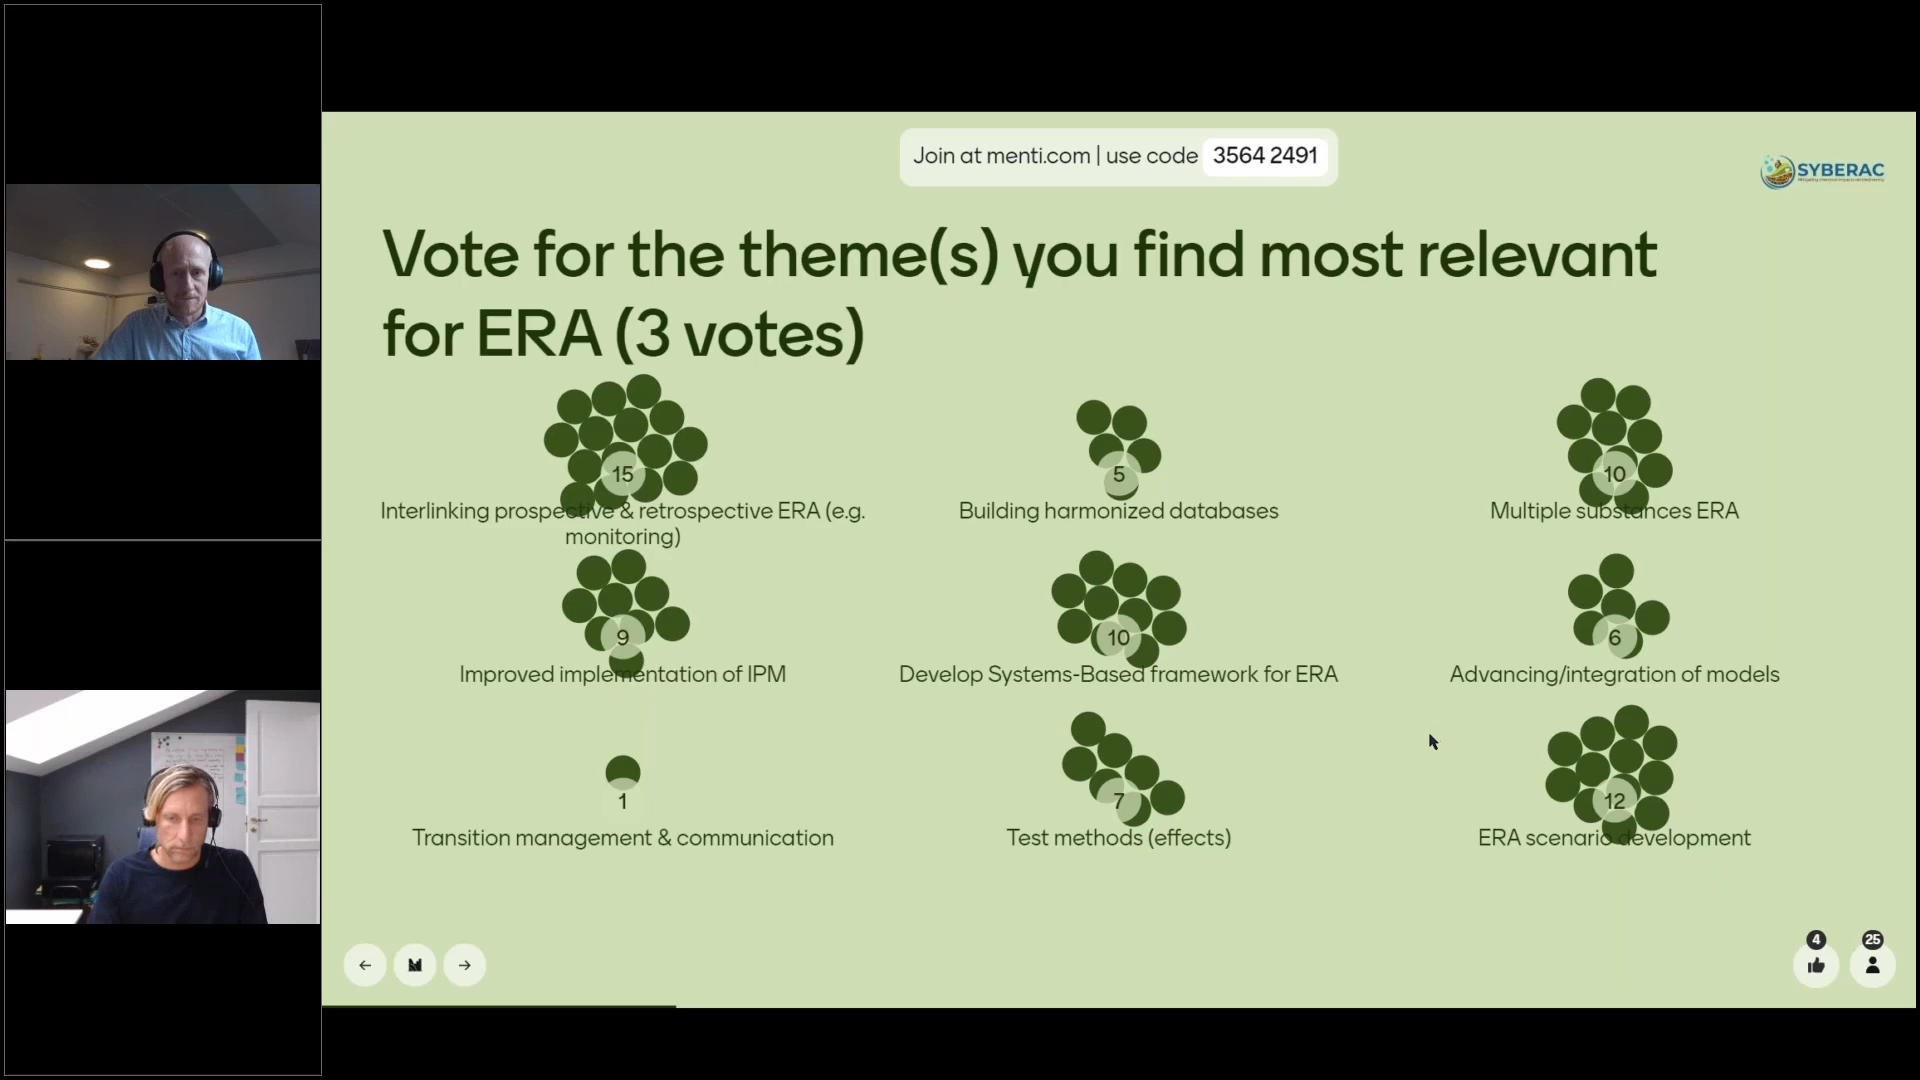 Join at menti.com | use code 3564 2491
SYBERAC
Vote for the theme(s) you find most relevant
for ERA (3 votes)
15
Interlinking prospective & retrospective ERA (e.g.
monitoring)
5
Building harmonized databases
10
Multiple substances ERA
9
Improved implementation of IPM
10
Develop Systems-Based framework for ERA
6
Advancing/integration of models
1
Transition management & communication
7
Test methods (effects)
12
ERA scenario development
4
25